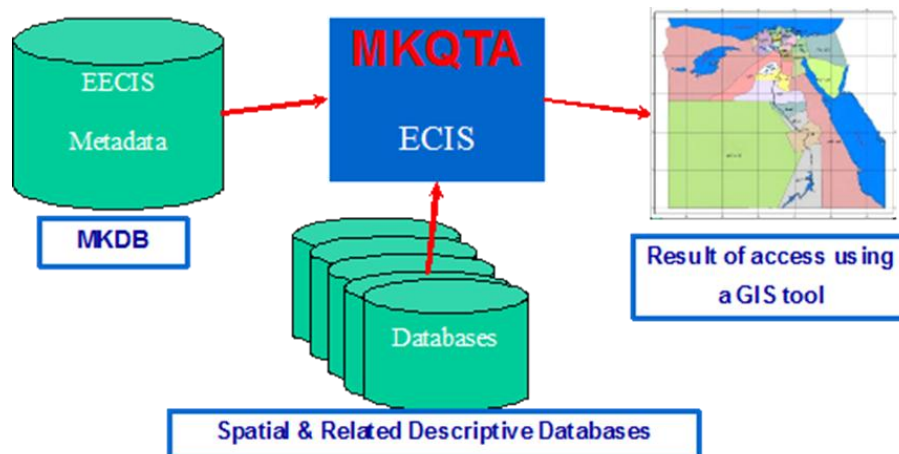 EECIS
Metadata
MKDB
MKQTA
ECIS
Databases
Spatial & Related Descriptive Databases
Result of access using
a GIS tool